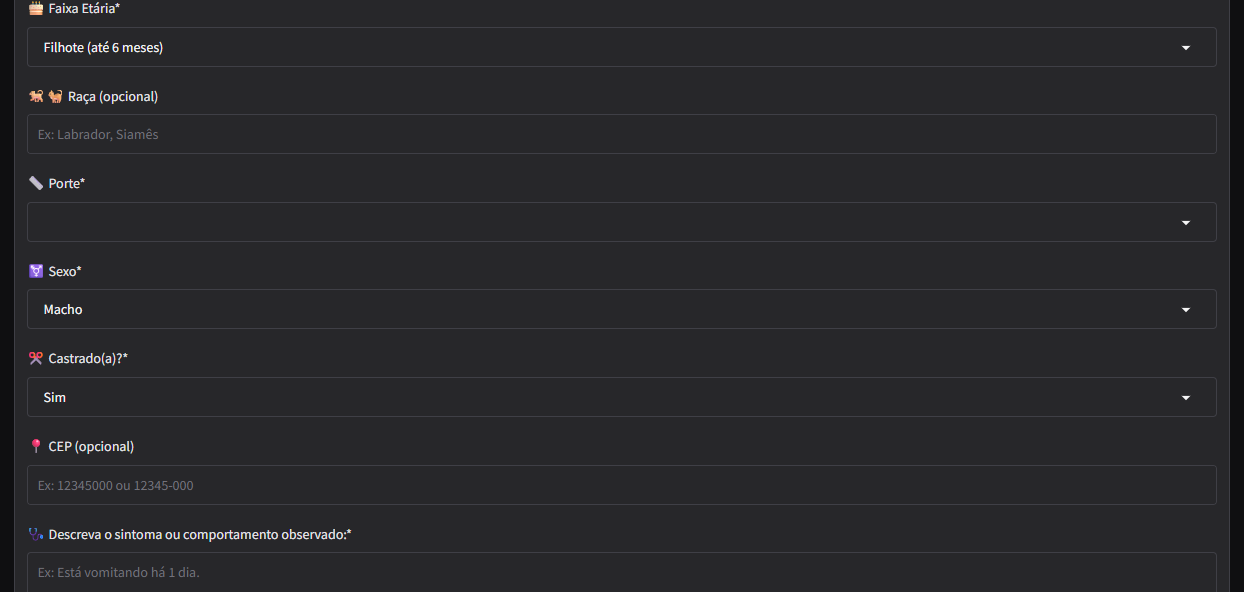 Faixa Etária*
Filhote (até 6 meses)
Raça (opcional)
Ex: Labrador, Siamês
Porte*
Sexo*
Macho
Castrado(a)?*
Sim
CEP (opcional)
Ex: 12345000 ou 12345-000
Descreva o sintoma ou comportamento observado:*
Ex: Está vomitando há 1 dia.